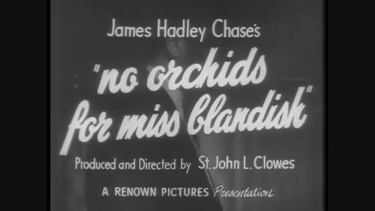 James Hadley Chase's
"no orchids
for miss blandish"
Produced and Directed by St. John L. Clowes
A RENOWN PICTURES Presentation